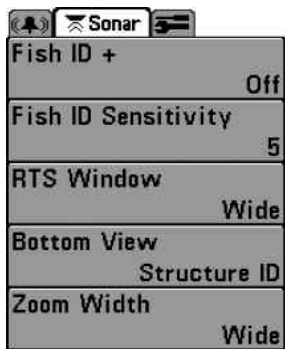 Sonar
Fish ID +
Off
Fish ID Sensitivity
5
RTS Window
Wide
Bottom View
Structure ID
Zoom Width
Wide